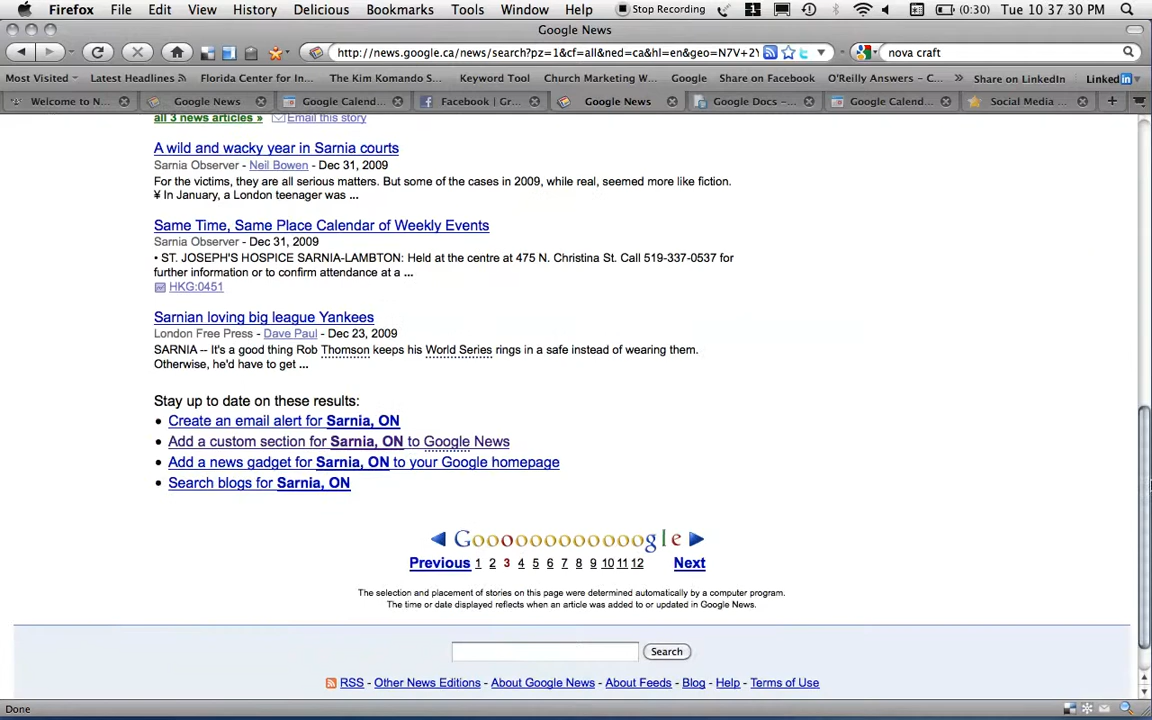 Firefox File Edit View History Delicious Bookmarks Tools Window Help Stop Recording 1 (0:30) Tue 10 37 30 PM
Google News
http://news.google.ca/news/search?pz=1&cf=all&ned=ca&hl=en&geo=N7V+2Y nova craft
Most Visited Latest Headlines Florida Center for In... The Kim Komando S... Keyword Tool Church Marketing W... Google Share on Facebook O'Reilly Answers – C... » Share on LinkedIn Linked in
Welcome to N... Google News Google Calend... Facebook | Gr... Google News Google Docs – ... Google Calend... Social Media ...
all 3 news articles » Email this story
A wild and wacky year in Sarnia courts
Sarnia Observer - Neil Bowen - Dec 31, 2009
For the victims, they are all serious matters. But some of the cases in 2009, while real, seemed more like fiction.
¥ In January, a London teenager was ...
Same Time, Same Place Calendar of Weekly Events
Sarnia Observer - Dec 31, 2009
• ST. JOSEPH'S HOSPICE SARNIA-LAMBTON: Held at the centre at 475 N. Christina St. Call 519-337-0537 for
further information or to confirm attendance at a ...
HKG:0451
Sarnian loving big league Yankees
London Free Press - Dave Paul - Dec 23, 2009
SARNIA -- It's a good thing Rob Thomson keeps his World Series rings in a safe instead of wearing them.
Otherwise, he'd have to get ...
Stay up to date on these results:
• Create an email alert for Sarnia, ON
• Add a custom section for Sarnia, ON to Google News
• Add a news gadget for Sarnia, ON to your Google homepage
• Search blogs for Sarnia, ON
Goooooooooooogle
Previous 1 2 3 4 5 6 7 8 9 10 11 12 Next
The selection and placement of stories on this page were determined automatically by a computer program.
The time or date displayed reflects when an article was added to or updated in Google News.
Search
RSS Other News Editions About Google News About Feeds Blog Help Terms of Use
Done